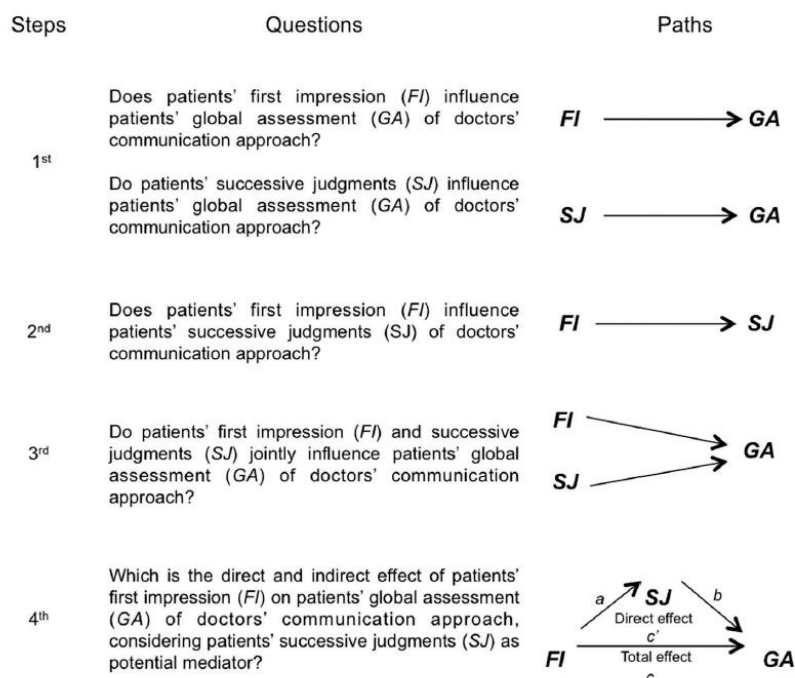 Steps Questions Paths
Does patients' first impression (FI) influence
patients' global assessment (GA) of doctors'
communication approach?
FI GA
1st
Do patients' successive judgments (SJ) influence
patients' global assessment (GA) of doctors'
communication approach?
SJ GA
2nd
Does patients' first impression (FI) influence
patients' successive judgments (SJ) of doctors'
communication approach?
FI SJ
3rd
Do patients' first impression (FI) and successive
judgments (SJ) jointly influence patients' global
assessment (GA) of doctors' communication
approach?
FI
GA
SJ
4th
Which is the direct and indirect effect of patients'
first impression (FI) on patients' global assessment
(GA) of doctors' communication approach,
considering patients' successive judgments (SJ) as
potential mediator?
a SJ b
Direct effect
c'
FI Total effect GA